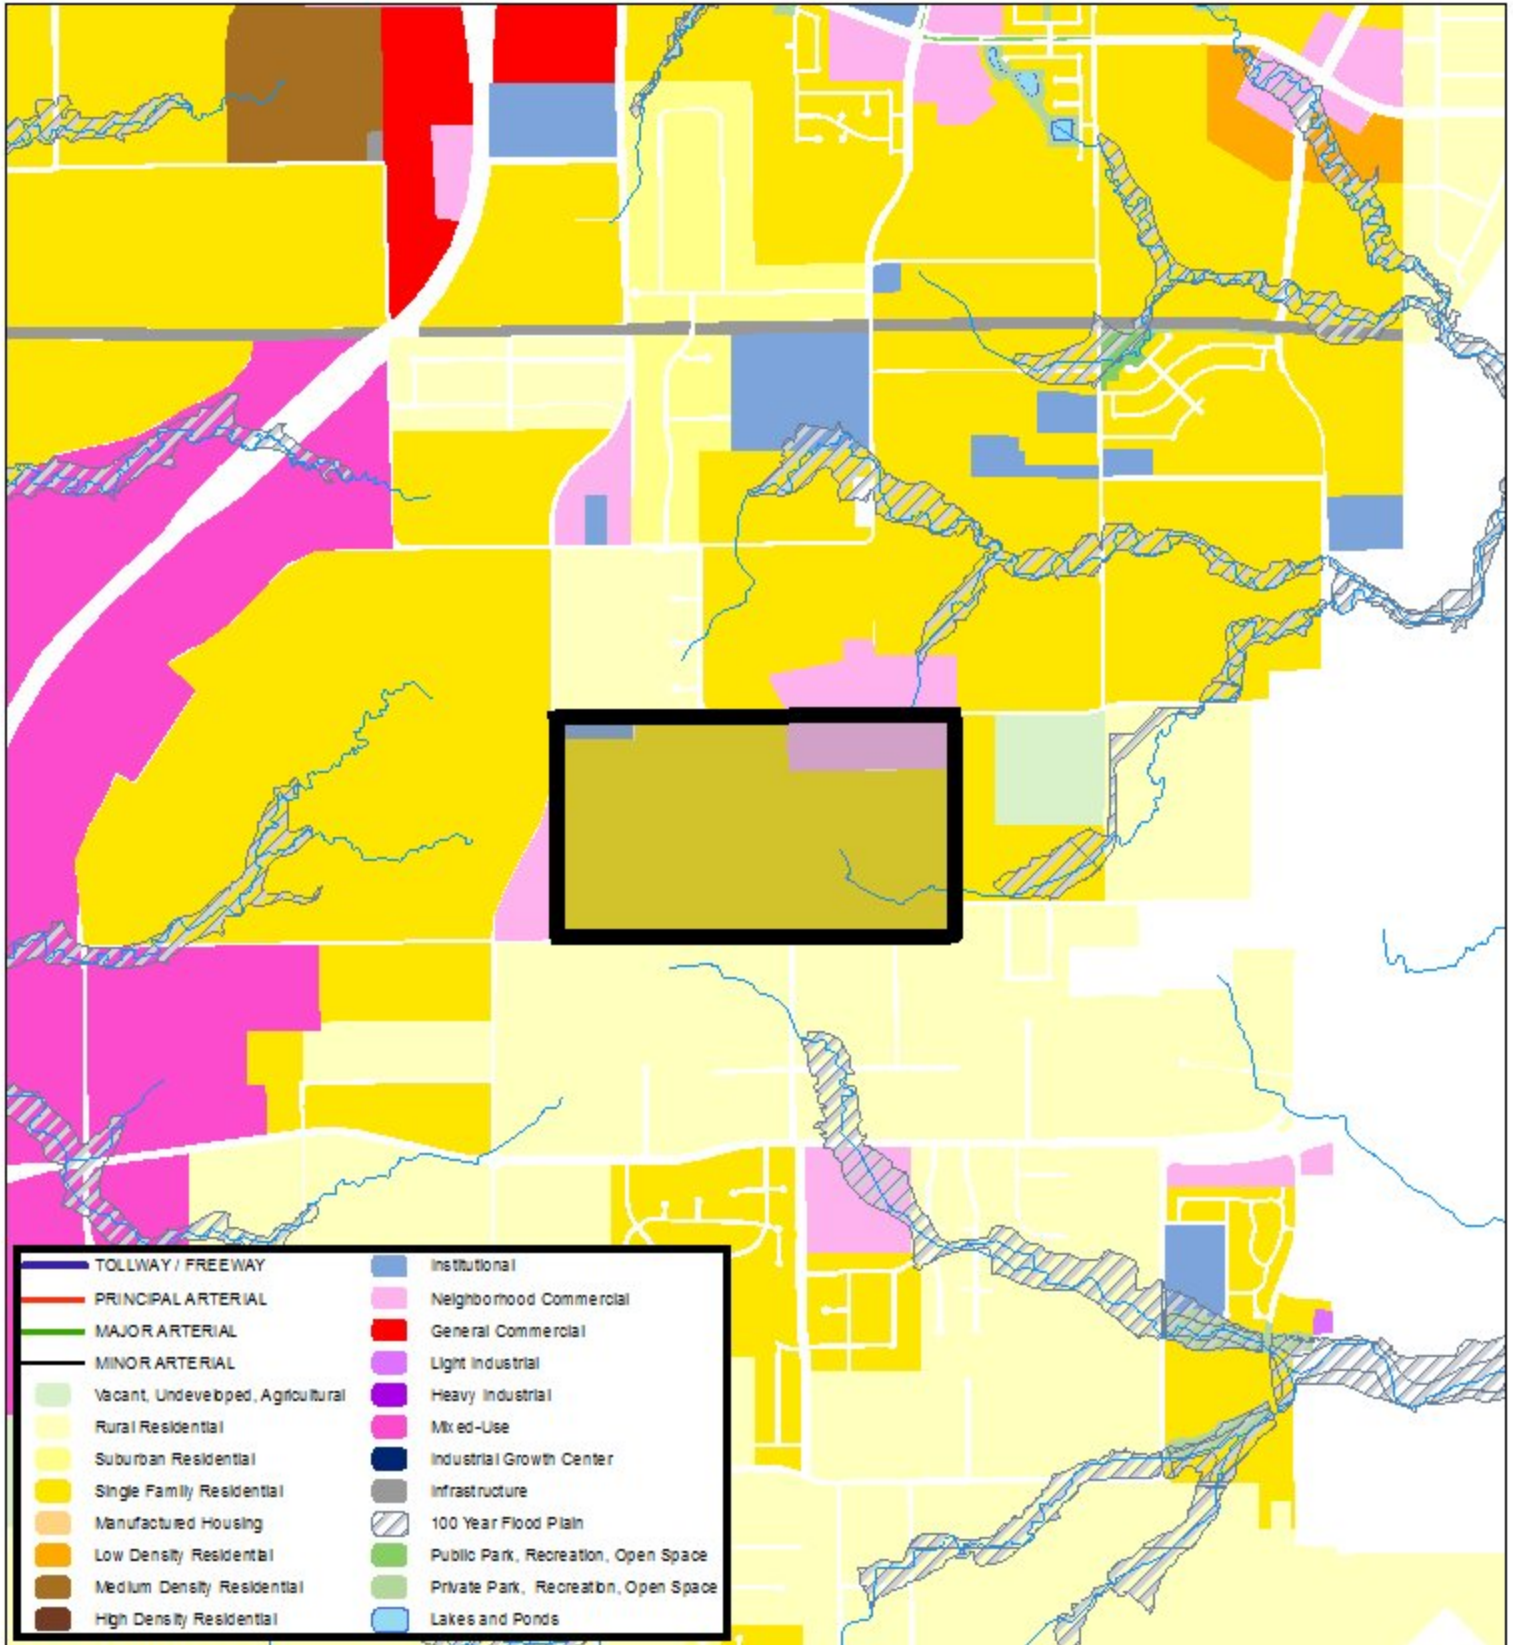 TOLLWAY / FREEWAY
PRINCIPAL ARTERIAL
MAJOR ARTERIAL
MINOR ARTERIAL
Vacant, Undeveloped, Agricultural
Rural Residential
Suburban Residential
Single Family Residential
Manufactured Housing
Low Density Residential
Medium Density Residential
High Density Residential
Institutional
Neighborhood Commercial
General Commercial
Light Industrial
Heavy Industrial
Mixed-Use
Industrial Growth Center
Infrastructure
100 Year Flood Plain
Public Park, Recreation, Open Space
Private Park, Recreation, Open Space
Lakes and Ponds